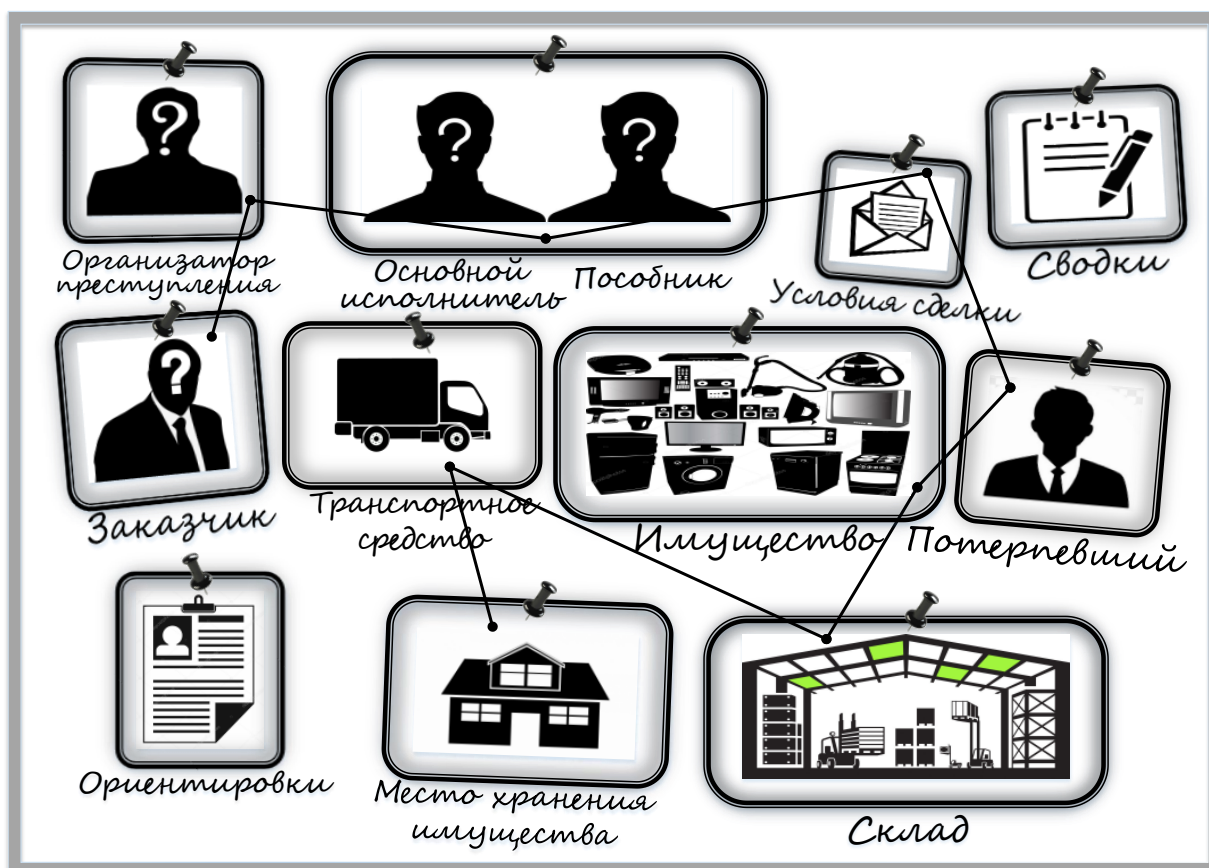 Организатор
преступления
Основной
исполнитель
Пособник
Условия сделки
Сводки
Заказчик
Транспортное
средство
Имущество
Потерпевший
Ориентировки
Место хранения
имущества
Склад